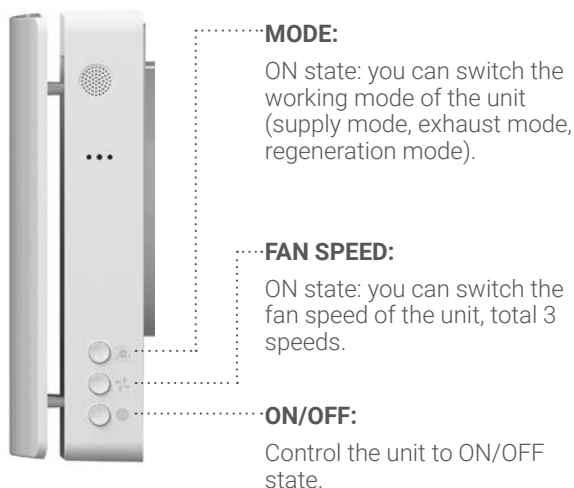 MODE:
ON state: you can switch the
working mode of the unit
(supply mode, exhaust mode,
regeneration mode).
FAN SPEED:
ON state: you can switch the
fan speed of the unit, total 3
speeds.
ON/OFF:
Control the unit to ON/OFF
state.